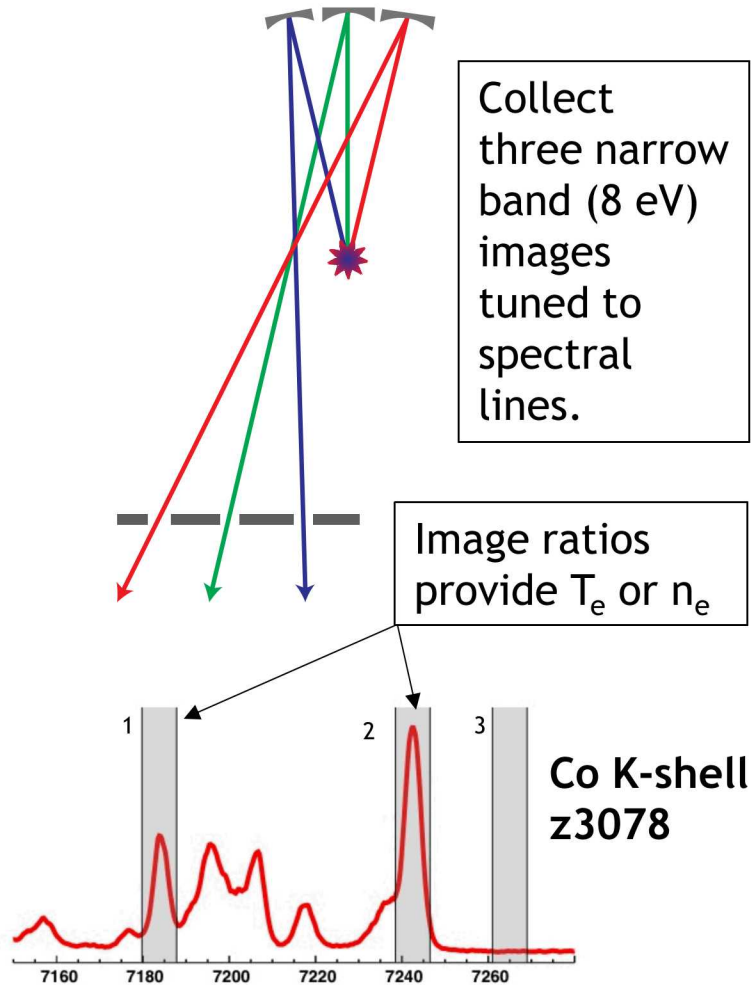 Collect
three narrow
band (8 eV)
images
tuned to
spectral
lines.
Image ratios
provide Te or ne
1
2
3
Co K-shell
z3078
7160 7180 7200 7220 7240 7260